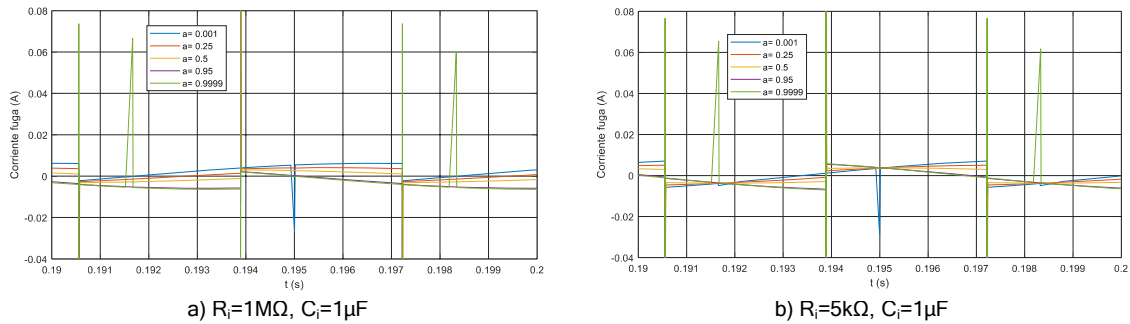 0.08
0.06
0.04
0.02
0
-0.02
-0.04
Corriente fuga (A)
a= 0.001
a= 0.25
a= 0.5
a= 0.95
a= 0.9999
0.19 0.191 0.192 0.193 0.194 0.195 0.196 0.197 0.198 0.199 0.2
t (s)
a) Ri=1MΩ, Ci=1µF
0.08
0.06
0.04
0.02
0
-0.02
-0.04
Corriente fuga (A)
a= 0.001
a= 0.25
a= 0.5
a= 0.95
a= 0.9999
0.19 0.191 0.192 0.193 0.194 0.195 0.196 0.197 0.198 0.199 0.2
t (s)
b) Ri=5kΩ, Ci=1µF